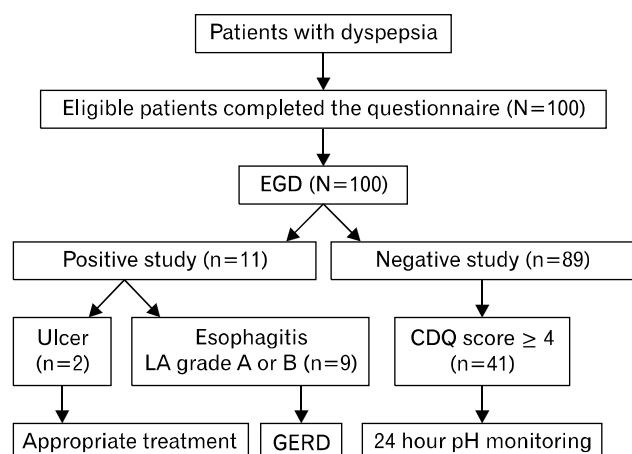 Patients with dyspepsia
Eligible patients completed the questionnaire (N=100)
EGD (N=100)
Positive study (n=11)
Negative study (n=89)
Ulcer
(n=2)
Esophagitis
LA grade A or B (n=9)
CDQ score ≥ 4
(n=41)
Appropriate treatment
GERD
24 hour pH monitoring